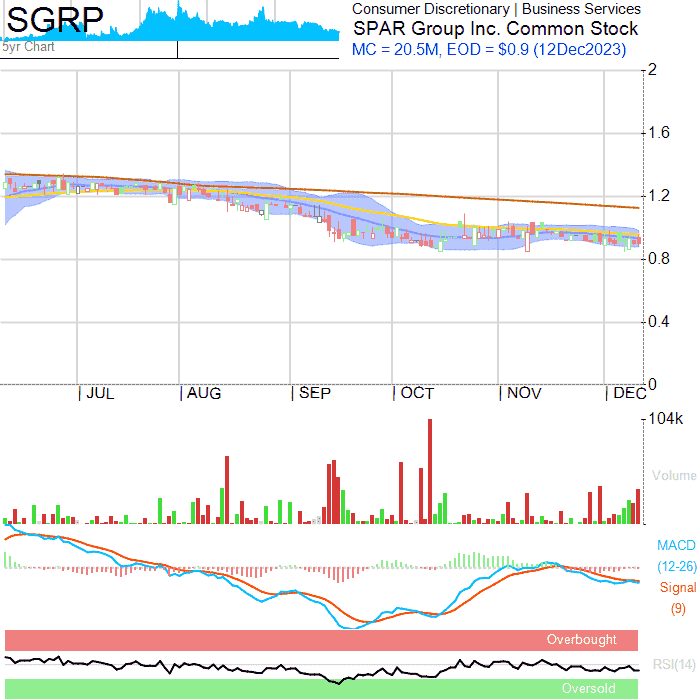 SGRP
5yr Chart
Consumer Discretionary | Business Services
SPAR Group Inc. Common Stock
MC = 20.5M, EOD = $0.9 (12Dec2023)
2
1.6
1.2
0.8
0.4
0
JUL AUG SEP OCT NOV DEC
104k
Volume
MACD
(12-26)
Signal
(9)
Overbought
RSI(14)
Oversold